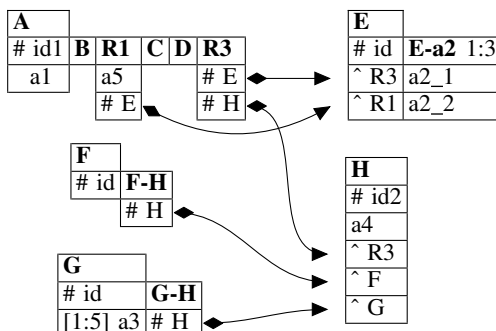 A
# id1 B R1 C D R3
a1 a5 # E
# E # H
E
# id E-a2 1:3
ˆ R3 a2_1
ˆ R1 a2_2
F
# id F-H
# H
H
# id2
a4
ˆ R3
ˆ F
ˆ G
G
# id G-H
[1:5] a3 # H